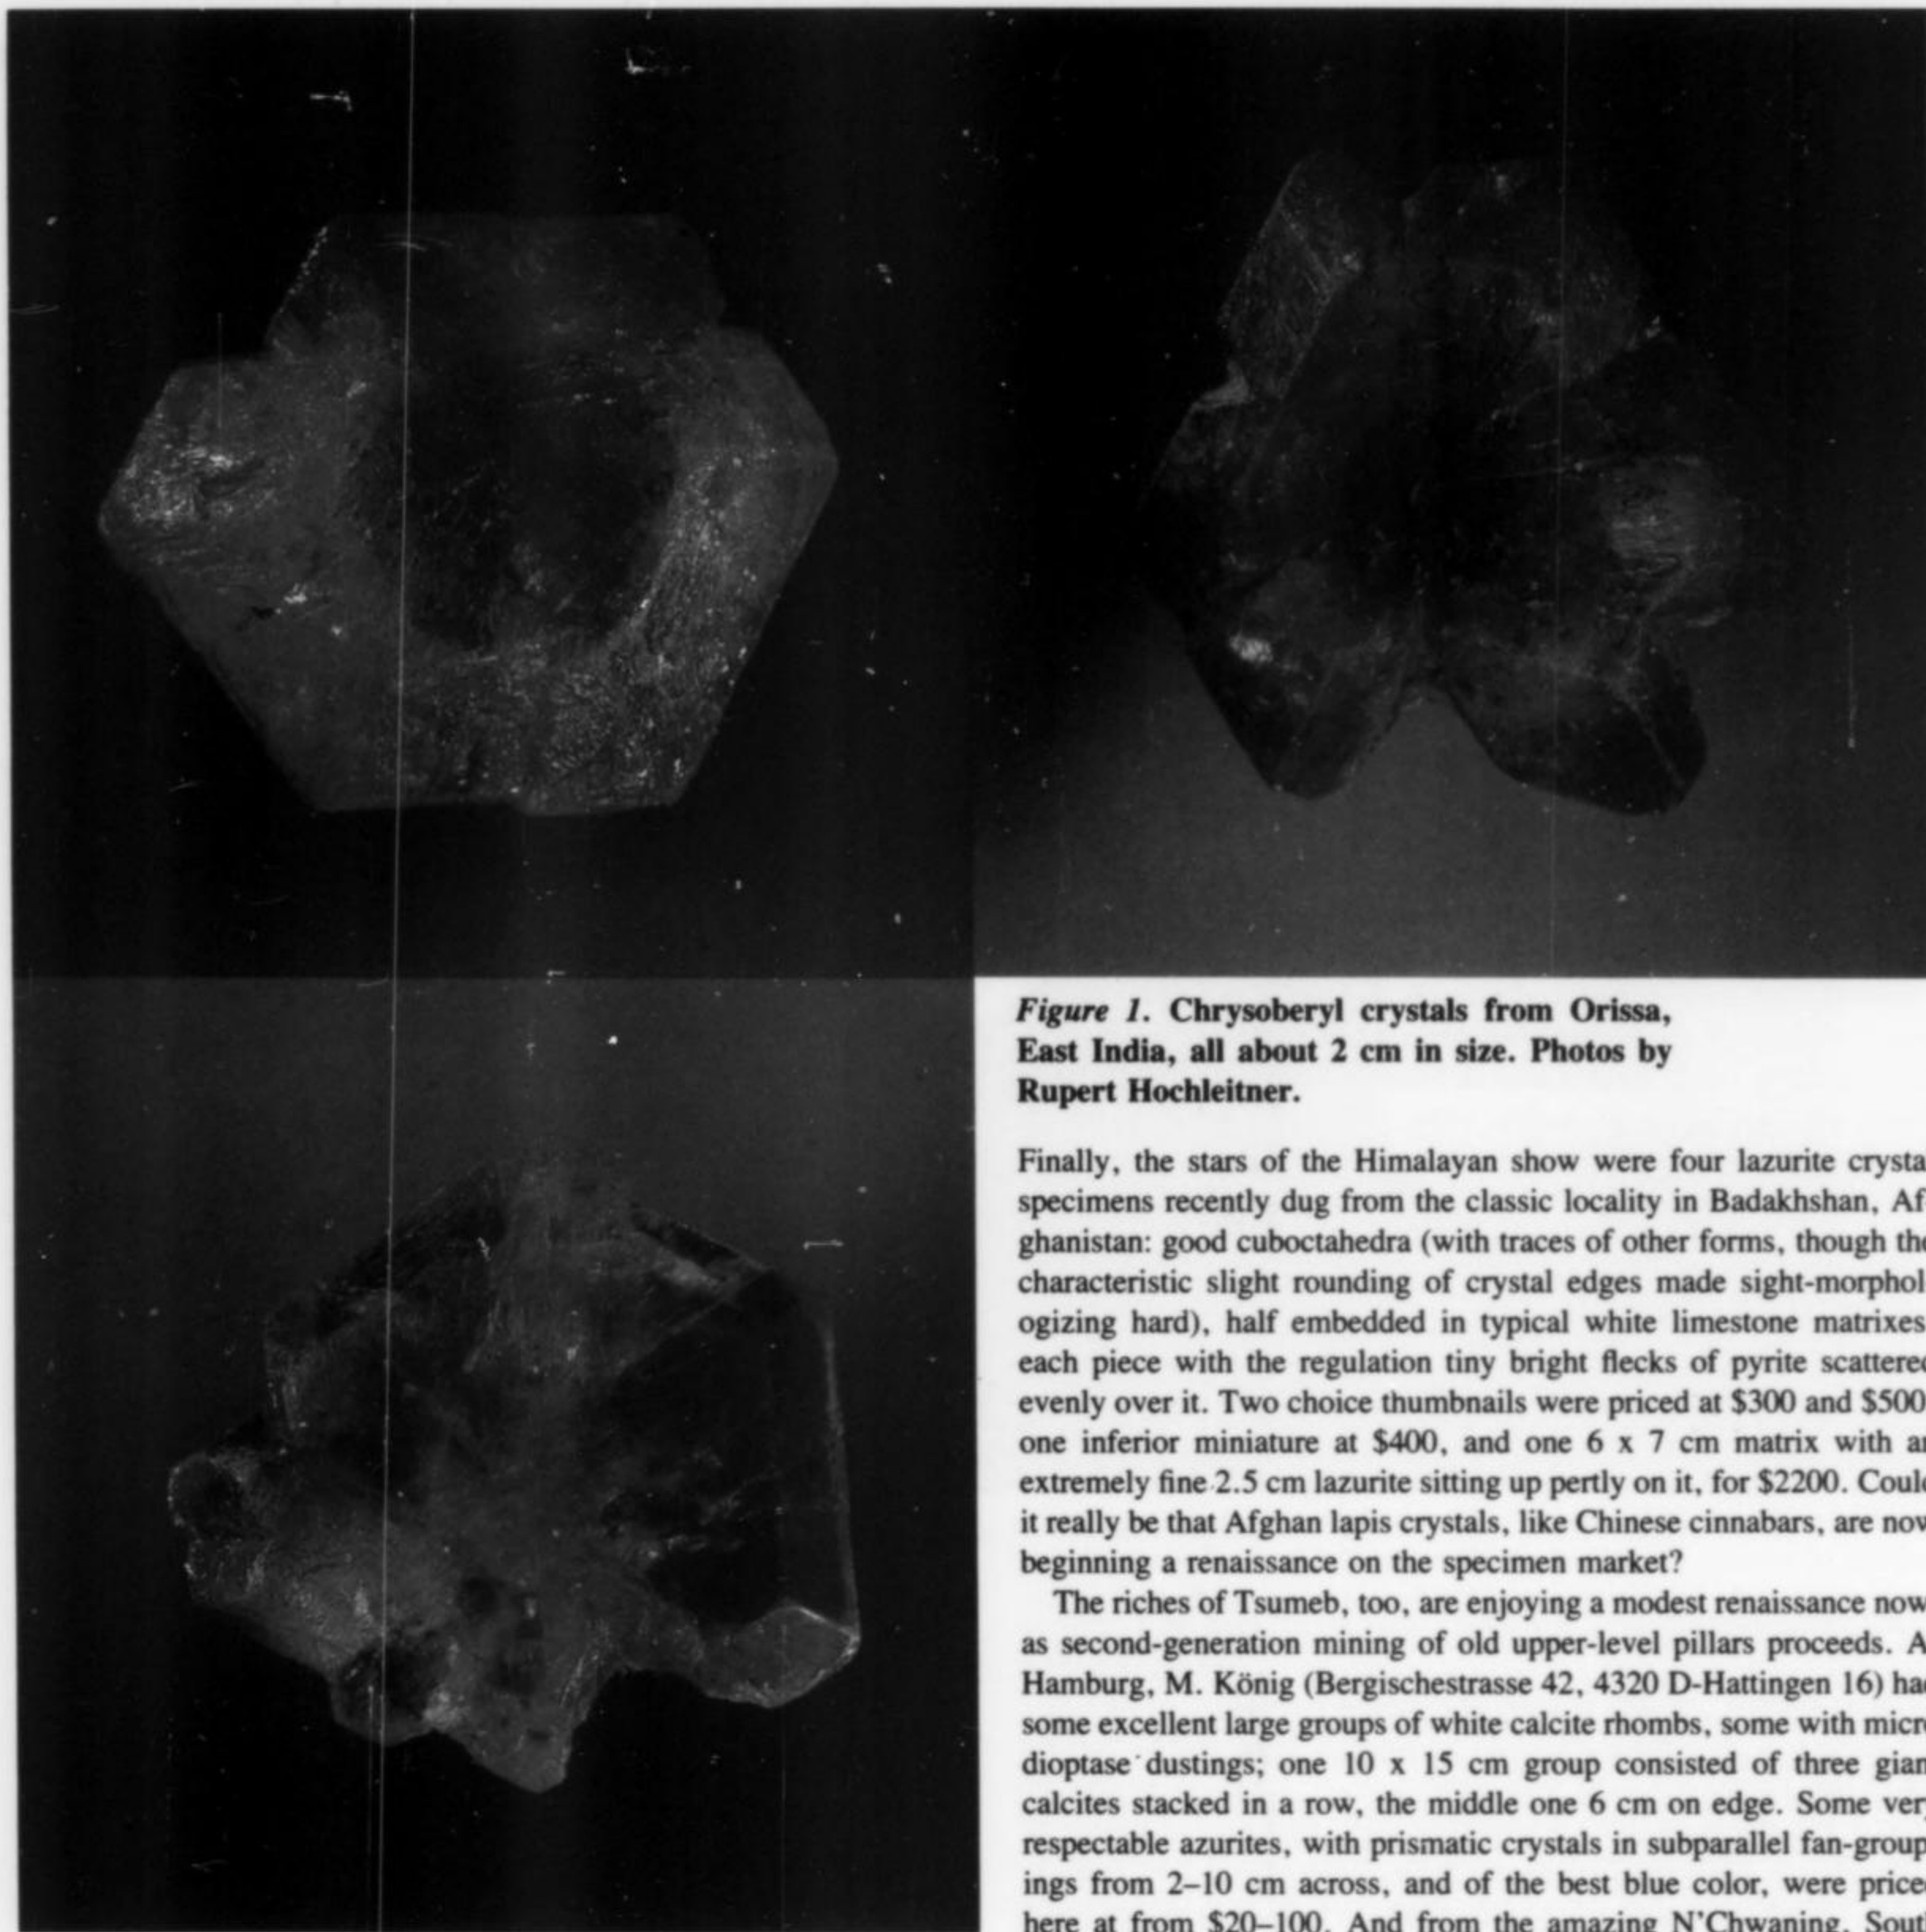 Figure 1. Chrysoberyl crystals from Orissa,
East India, all about 2 cm in size. Photos by
Rupert Hochleitner.
Finally, the stars of the Himalayan show were four lazurite crysta
specimens recently dug from the classic locality in Badakhshan, Af
ghanistan: good cuboctahedra (with traces of other forms, though the
characteristic slight rounding of crystal edges made sight-morphol
ogizing hard), half embedded in typical white limestone matrixes
each piece with the regulation tiny bright flecks of pyrite scattered
evenly over it. Two choice thumbnails were priced at $300 and $500
one inferior miniature at $400, and one 6 x 7 cm matrix with an
extremely fine 2.5 cm lazurite sitting up pertly on it, for $2200. Could
it really be that Afghan lapis crystals, like Chinese cinnabars, are now
beginning a renaissance on the specimen market?
The riches of Tsumeb, too, are enjoying a modest renaissance now
as second-generation mining of old upper-level pillars proceeds. A
Hamburg, M. König (Bergischestrasse 42, 4320 D-Hattingen 16) had
some excellent large groups of white calcite rhombs, some with micro
dioptase dustings; one 10 x 15 cm group consisted of three gian
calcites stacked in a row, the middle one 6 cm on edge. Some very
respectable azurites, with prismatic crystals in subparallel fan-group
ings from 2–10 cm across, and of the best blue color, were priced
here at from $20–100. And from the amazing N'Chwaning, Sout